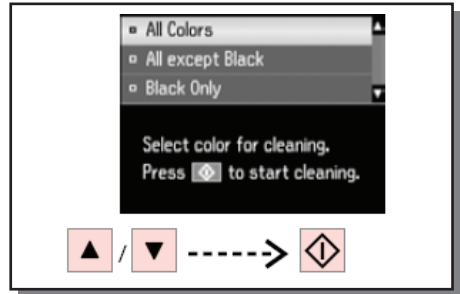 All Colors
All except Black
Black Only
Select color for cleaning.
Press to start cleaning.
/